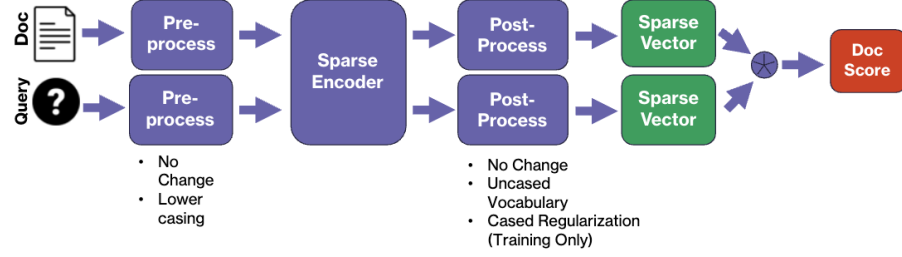 Doc
Pre-
process
Post-
Process
Sparse
Vector
Sparse
Encoder
Doc
Score
Query
?
Pre-
process
Post-
Process
Sparse
Vector
• No
Change
• Lower
casing
• No Change
• Uncased
Vocabulary
• Cased Regularization
(Training Only)